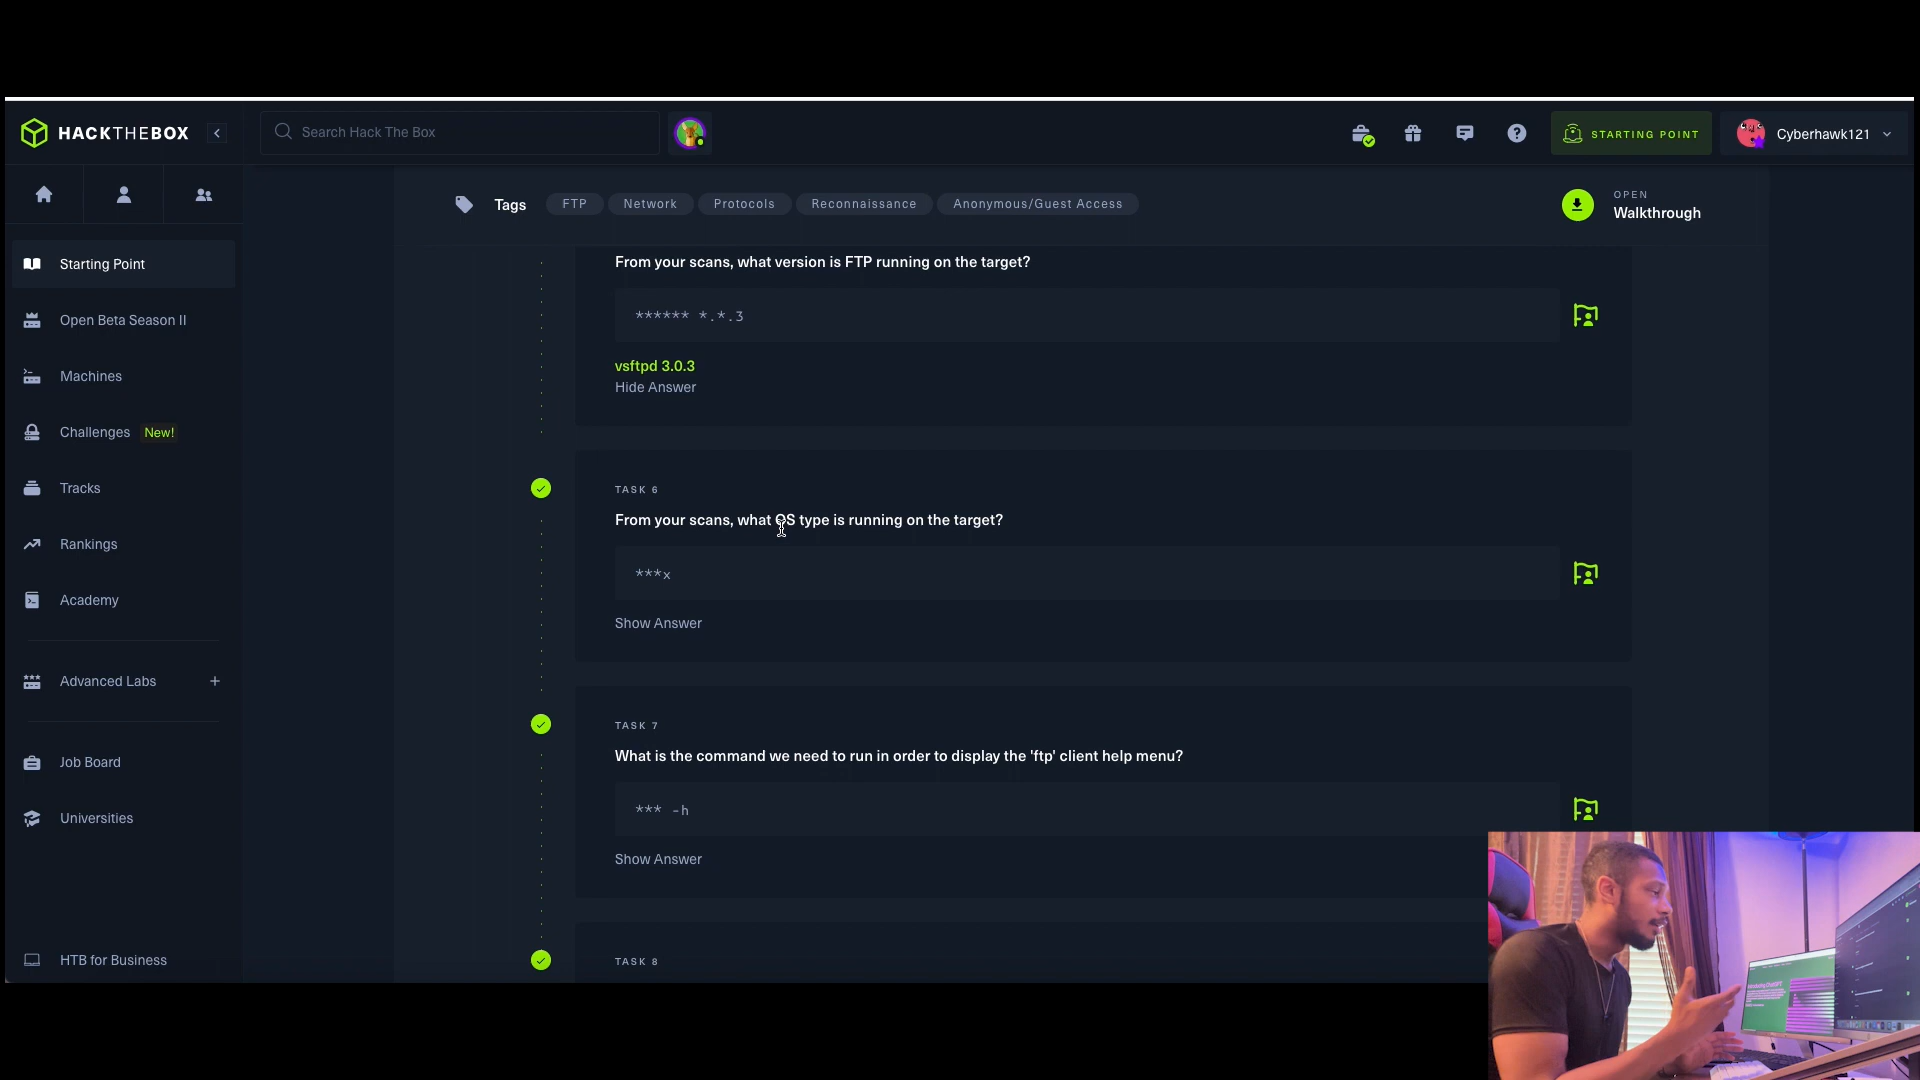 HACKTHEBOX
Search Hack The Box
STARTING POINT
Cyberhawk121
Tags
FTP
Network
Protocols
Reconnaissance
Anonymous/Guest Access
OPEN
Walkthrough
Starting Point
Open Beta Season II
Machines
Challenges New!
Tracks
Rankings
Academy
Advanced Labs +
Job Board
Universities
HTB for Business
From your scans, what version is FTP running on the target?
****** *.*.3
vsftpd 3.0.3
Hide Answer
TASK 6
From your scans, what OS type is running on the target?
***x
Show Answer
TASK 7
What is the command we need to run in order to display the 'ftp' client help menu?
*** -h
Show Answer
TASK 8
Introducing ChatGPT